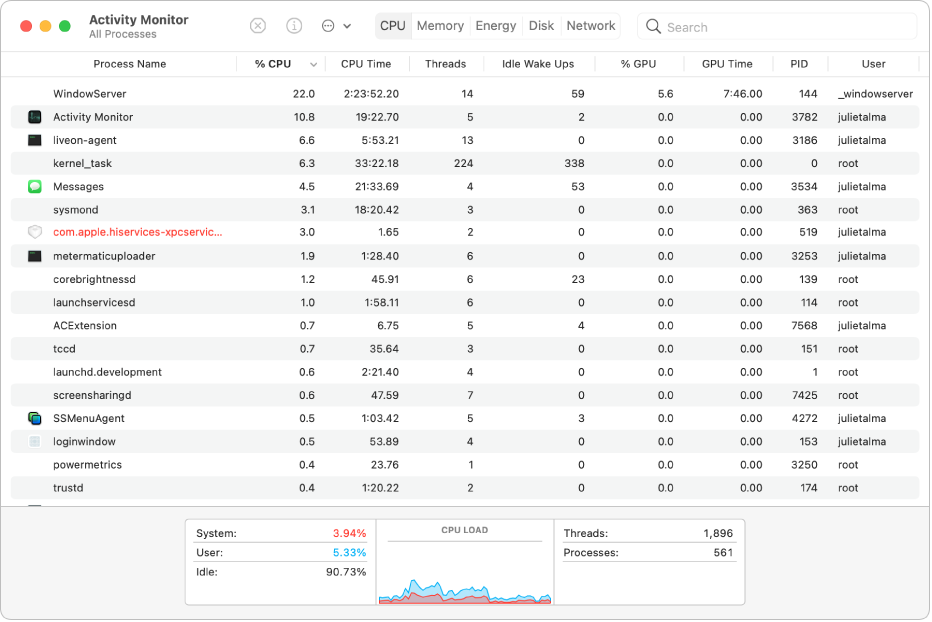 Activity Monitor
All Processes
CPU Memory Energy Disk Network Search
Process Name % CPU CPU Time Threads Idle Wake Ups % GPU GPU Time PID User
WindowServer 22.0 2:23:52.20 14 59 5.6 7:46.00 144 _windowserver
Activity Monitor 10.8 19:22.70 5 2 0.0 0.00 3782 julietalma
liveon-agent 6.6 5:53.21 13 0 0.0 0.00 3186 julietalma
kernel_task 6.3 33:22.18 224 338 0.0 0.00 0 root
Messages 4.5 21:33.69 4 53 0.0 0.00 3534 julietalma
sysmond 3.1 18:20.42 3 0 0.0 0.00 363 root
com.apple.hiservices-xpcservic... 3.0 1.65 2 0 0.0 0.00 519 julietalma
metermaticuploader 1.9 1:28.40 6 0 0.0 0.00 3253 julietalma
corebrightnessd 1.2 45.91 6 23 0.0 0.00 139 root
launchservicesd 1.0 1:58.11 6 0 0.0 0.00 114 root
ACExtension 0.7 6.75 5 4 0.0 0.00 7568 julietalma
tccd 0.7 35.64 3 0 0.0 0.00 151 root
launchd.development 0.6 2:21.40 4 0 0.0 0.00 1 root
screensharingd 0.6 47.59 7 0 0.0 0.00 7425 root
SSMenuAgent 0.5 1:03.42 5 3 0.0 0.00 4272 julietalma
loginwindow 0.5 53.89 4 0 0.0 0.00 153 julietalma
powermetrics 0.4 23.76 1 0 0.0 0.00 3250 root
trustd 0.4 1:20.22 2 0 0.0 0.00 174 root
System: 3.94% CPU LOAD Threads: 1,896
User: 5.33% Processes: 561
Idle: 90.73%